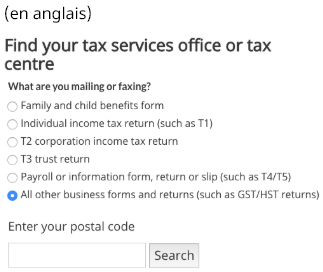 (en anglais)
Find your tax services office or tax
centre
What are you mailing or faxing?
Family and child benefits form
Individual income tax return (such as T1)
T2 corporation income tax return
T3 trust return
Payroll or information form, return or slip (such as T4/T5)
All other business forms and returns (such as GST/HST returns)
Enter your postal code
Search